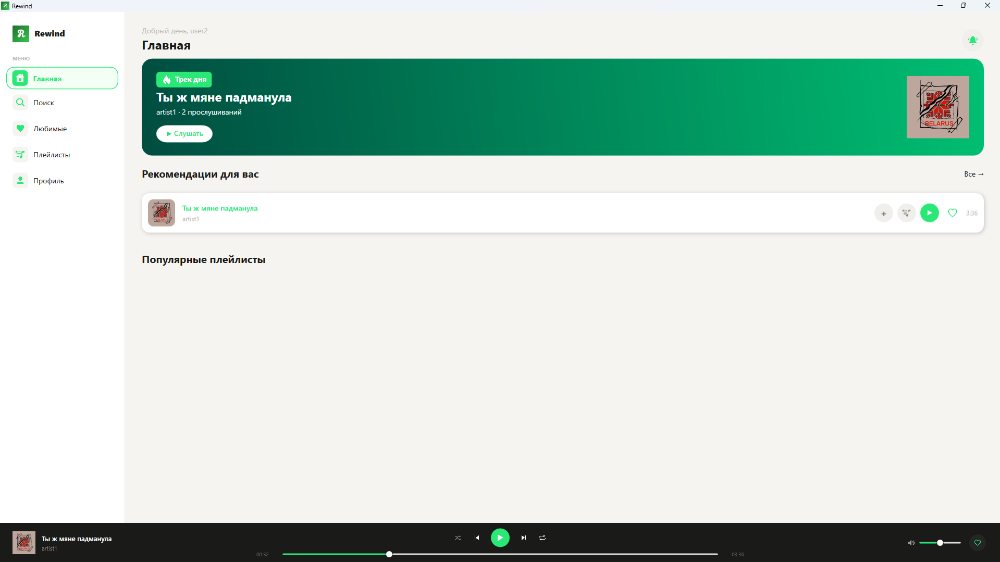 Rewind
Rewind
МЕНЮ
Главная
Поиск
Любимые
Плейлисты
Профиль
Добрый день, user2
Главная
Трек дня
Ты ж мяне падманула
artist1 · 2 прослушиваний
Слушать
BELARUS
Рекомендации для вас
Все →
Ты ж мяне падманула
artist1
BELARUS
3:36
Популярные плейлисты
Ты ж мяне падманула
artist1
00:52
03:36